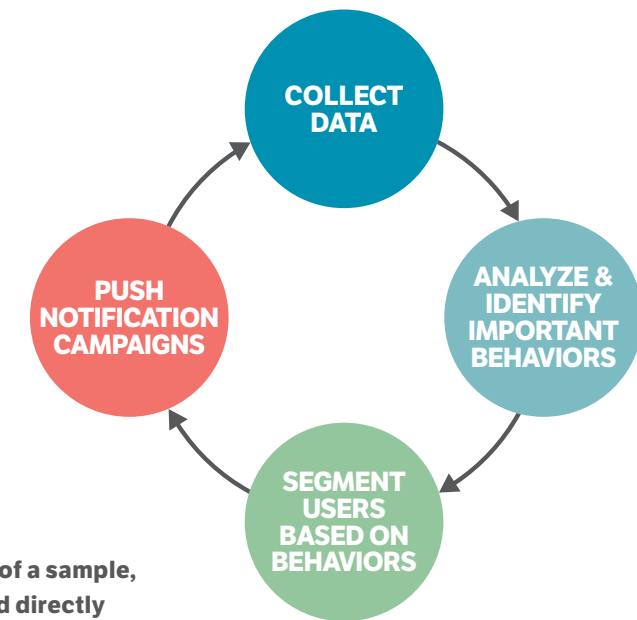 COLLECT
DATA
ANALYZE &
IDENTIFY
IMPORTANT
BEHAVIORS
SEGMENT
USERS
BASED ON
BEHAVIORS
PUSH
NOTIFICATION
CAMPAIGNS
of a sample,
d directly